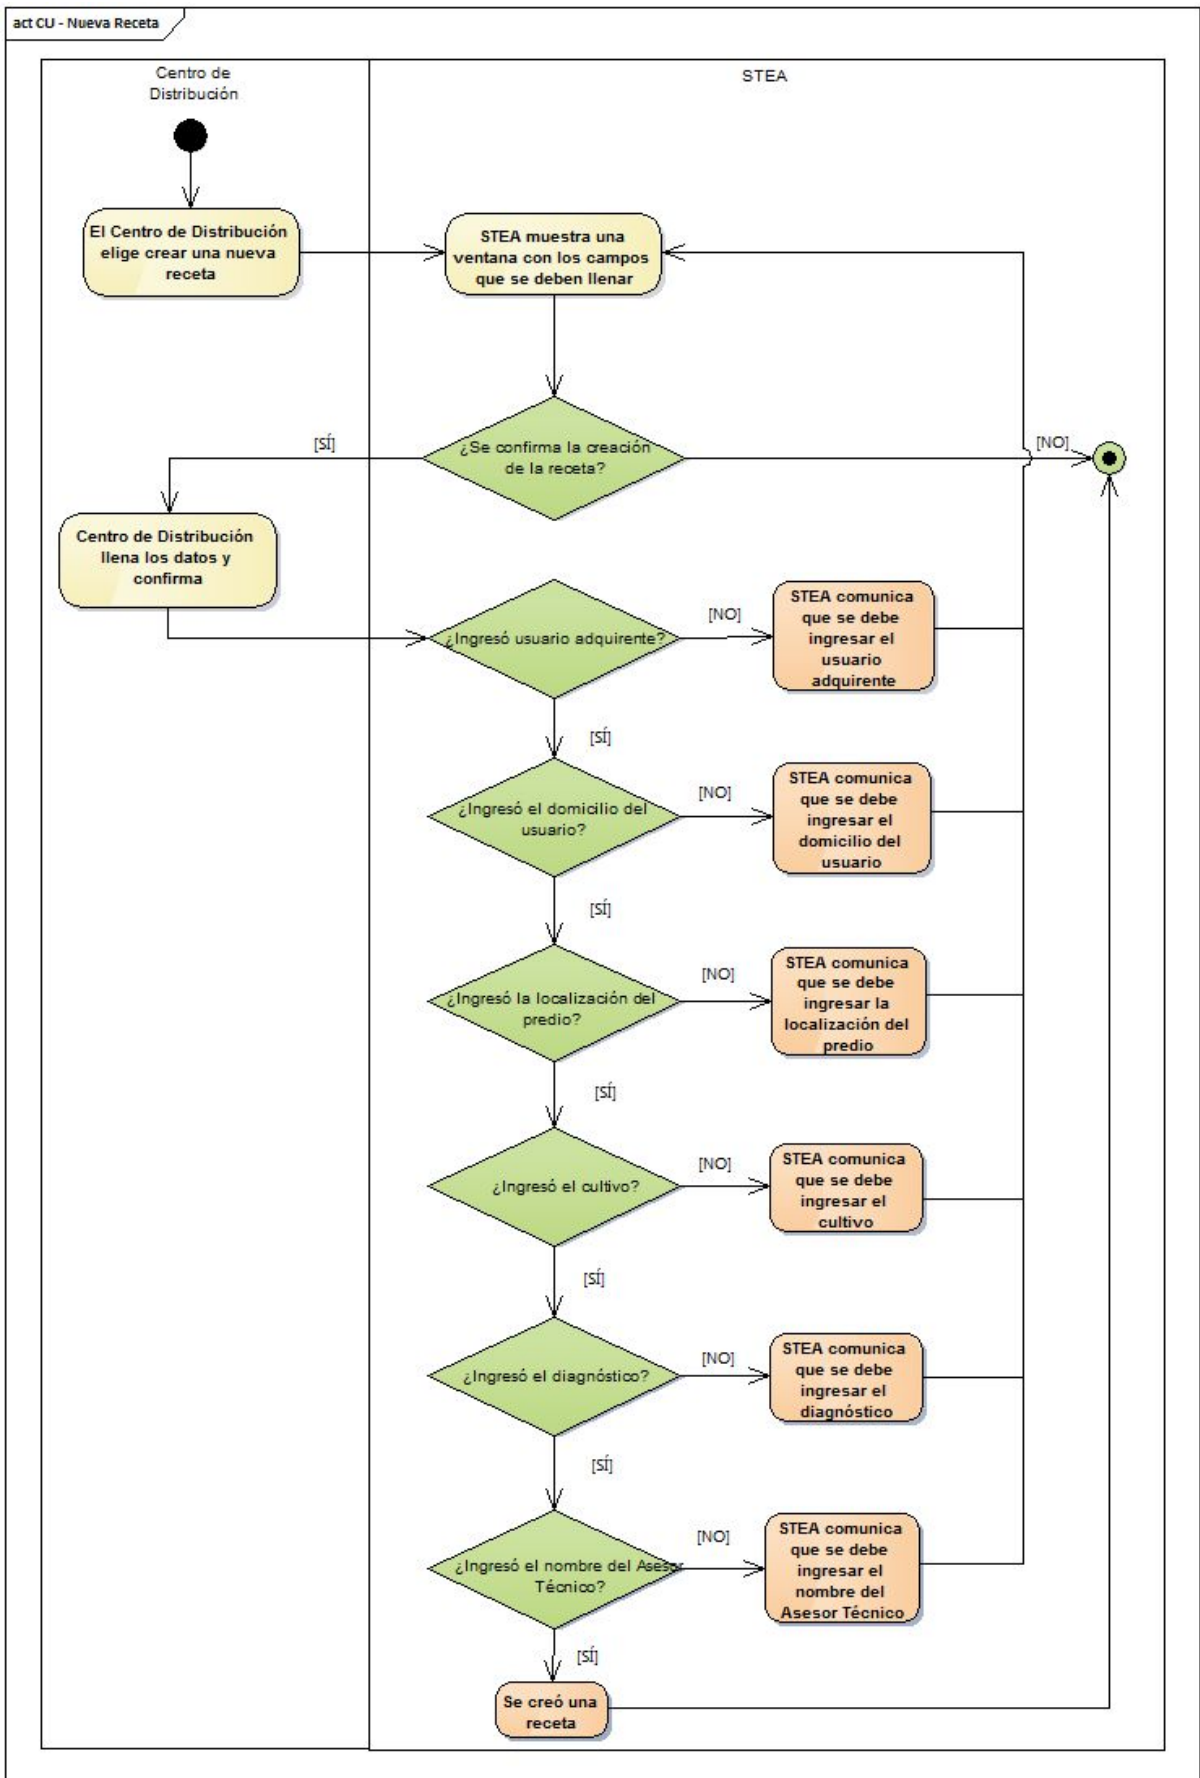 act CU - Nueva Receta
Centro de
Distribución
STEA
El Centro de Distribución
elige crear una nueva
receta
STEA muestra una
ventana con los campos
que se deben llenar
¿Se confirma la creación
de la receta?
[SÍ]
[NO]
Centro de Distribución
llena los datos y
confirma
¿Ingresó usuario adquirente?
[NO]
STEA comunica
que se debe
ingresar el
usuario
adquirente
[SÍ]
¿Ingresó el domicilio del
usuario?
[NO]
STEA comunica
que se debe
ingresar el
domicilio del
usuario
[SÍ]
¿Ingresó la localización del
predio?
[NO]
STEA comunica
que se debe
ingresar la
localización del
predio
[SÍ]
¿Ingresó el cultivo?
[NO]
STEA comunica
que se debe
ingresar el
cultivo
[SÍ]
¿Ingresó el diagnóstico?
[NO]
STEA comunica
que se debe
ingresar el
diagnóstico
[SÍ]
¿Ingresó el nombre del Asesor
Técnico?
[NO]
STEA comunica
que se debe
ingresar el
nombre del
Asesor Técnico
[SÍ]
Se creó una
receta